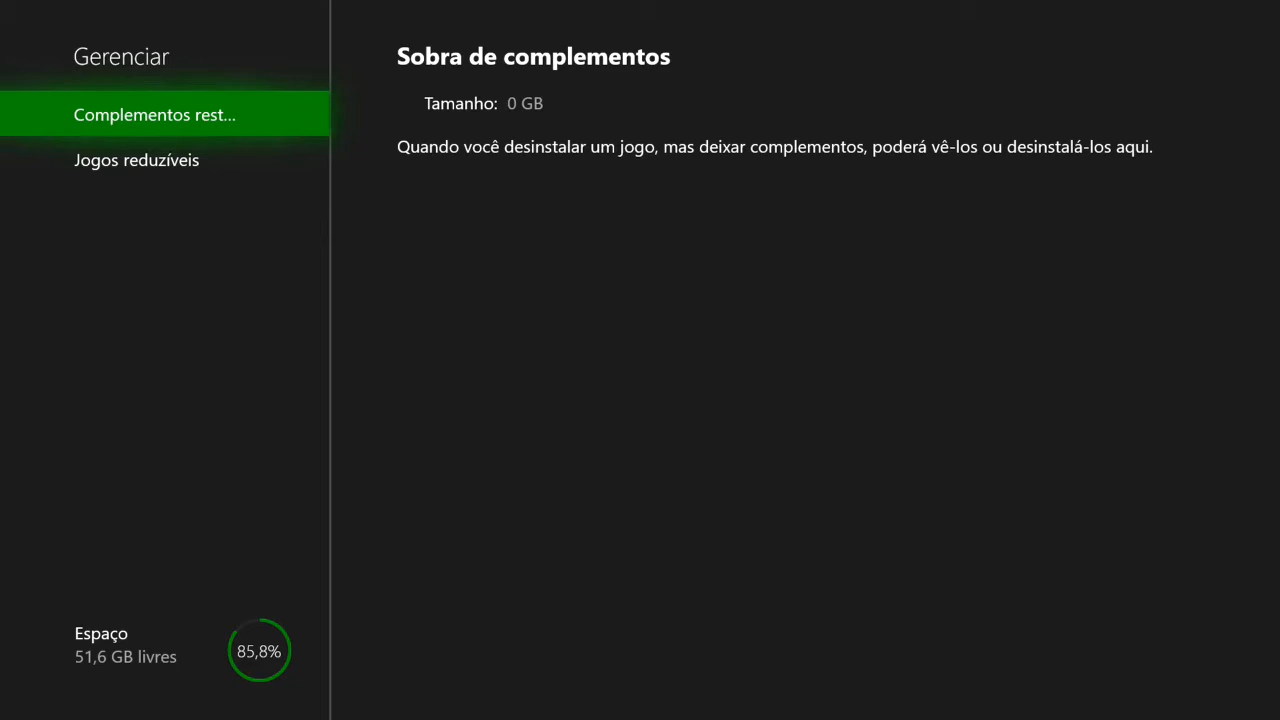 Gerenciar
Complementos rest...
Jogos reduzíveis
Espaço
51,6 GB livres
85,8%
Sobra de complementos
Tamanho: 0 GB
Quando você desinstalar um jogo, mas deixar complementos, poderá vê-los ou desinstalá-los aqui.